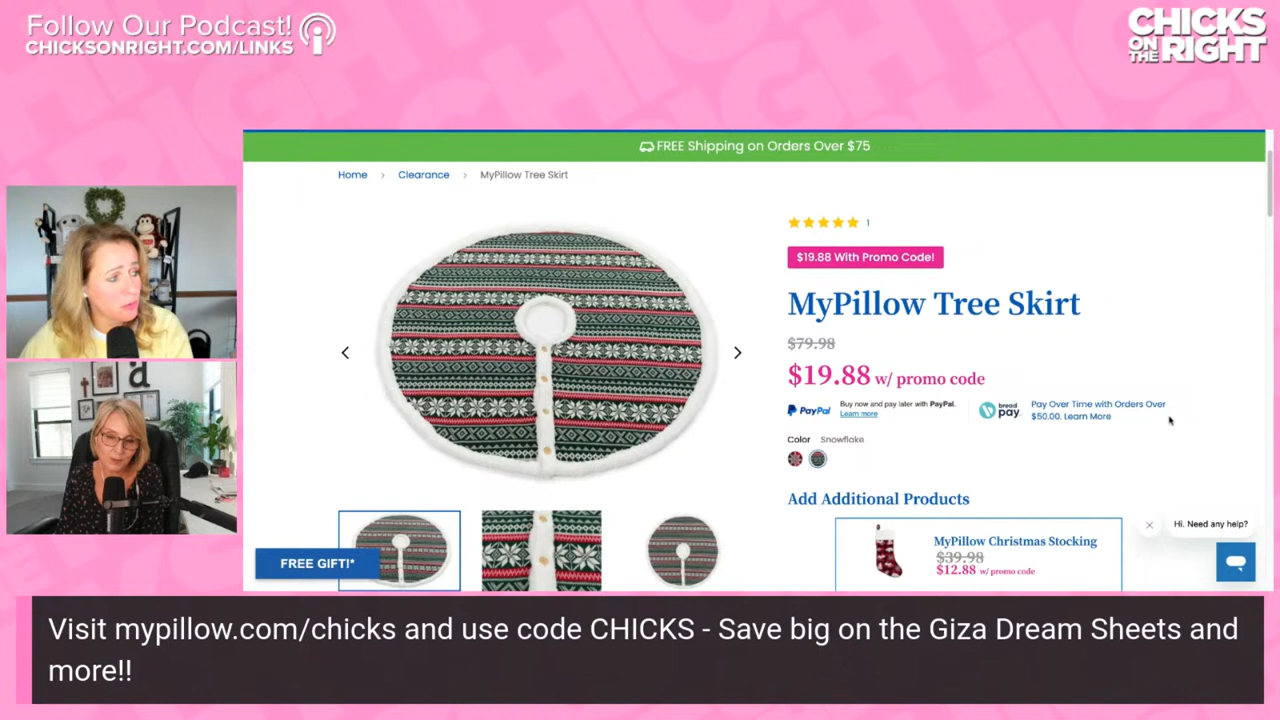 Follow Our Podcast!
CHICKSONRIGHT.COM/LINKS
CHICKS
ON THE
RIGHT
FREE Shipping on Orders Over $75
Home > Clearance > MyPillow Tree Skirt
1
$19.88 With Promo Code!
MyPillow Tree Skirt
$79.98
$19.88 w/ promo code
PayPal
Buy now and pay later with PayPal.
Learn more
bread pay
Pay Over Time with Orders Over
$50.00. Learn More
Color Snowflake
Add Additional Products
MyPillow Christmas Stocking
$39.98
$12.88 w/ promo code
Hi. Need any help?
FREE GIFT!*
a
Visit mypillow.com/chicks and use code CHICKS - Save big on the Giza Dream Sheets and
more!!